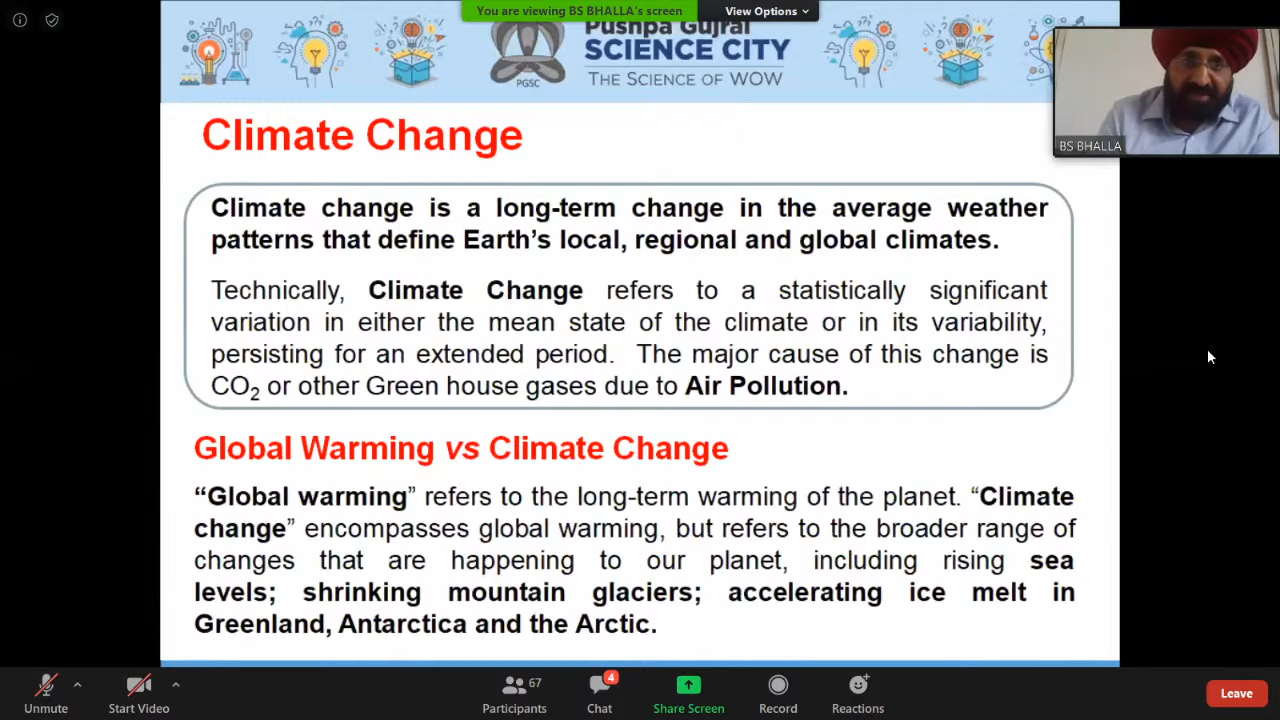 You are viewing BS BHALLA's screen
View Options
Pushpa Gujral
SCIENCE CITY
THE SCIENCE OF WOW
PGSC
BS BHALLA
Climate Change
Climate change is a long-term change in the average weather
patterns that define Earth's local, regional and global climates.
Technically, Climate Change refers to a statistically significant
variation in either the mean state of the climate or in its variability,
persisting for an extended period. The major cause of this change is
CO₂ or other Green house gases due to Air Pollution.
Global Warming vs Climate Change
“Global warming” refers to the long-term warming of the planet. “Climate
change” encompasses global warming, but refers to the broader range of
changes that are happening to our planet, including rising sea
levels; shrinking mountain glaciers; accelerating ice melt in
Greenland, Antarctica and the Arctic.
Unmute
Start Video
67
Participants
4
Chat
Share Screen
Record
Reactions
Leave